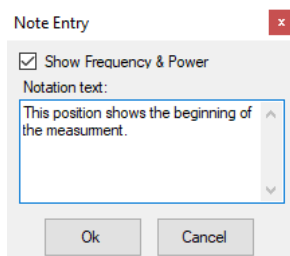 Note Entry
x
Show Frequency & Power
Notation text:
This position shows the beginning of
the measurment.
Ok
Cancel